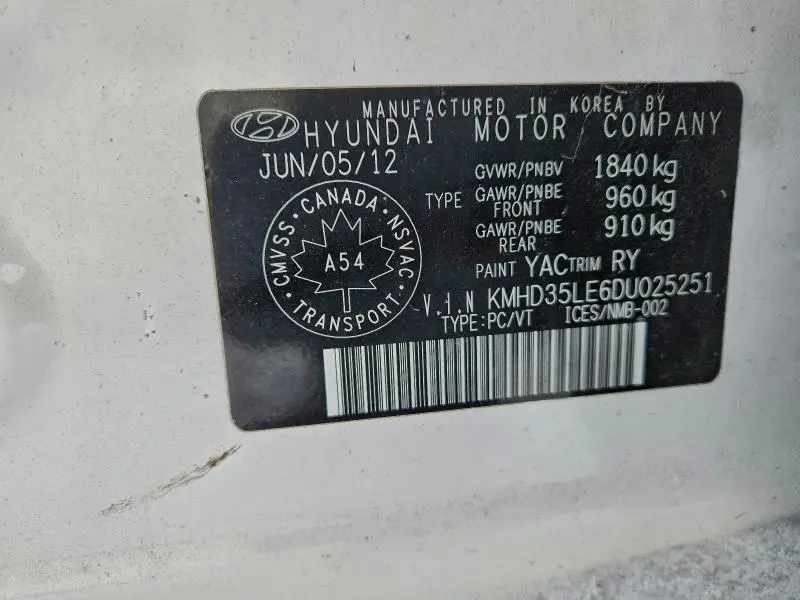 MANUFACTURED IN KOREA BY
HYUNDAI MOTOR COMPANY
JUN/05/12
GVWR/PNBV 1840 kg
TYPE GAWR/PNBE FRONT 960 kg
GAWR/PNBE REAR 910 kg
CMVSS · CANADA · NSVAC · TRANSPORT ·
A54
PAINT YAC TRIM RY
V.I.N KMHD35LE6DU025251
TYPE:PC/VT ICES/NMB-002